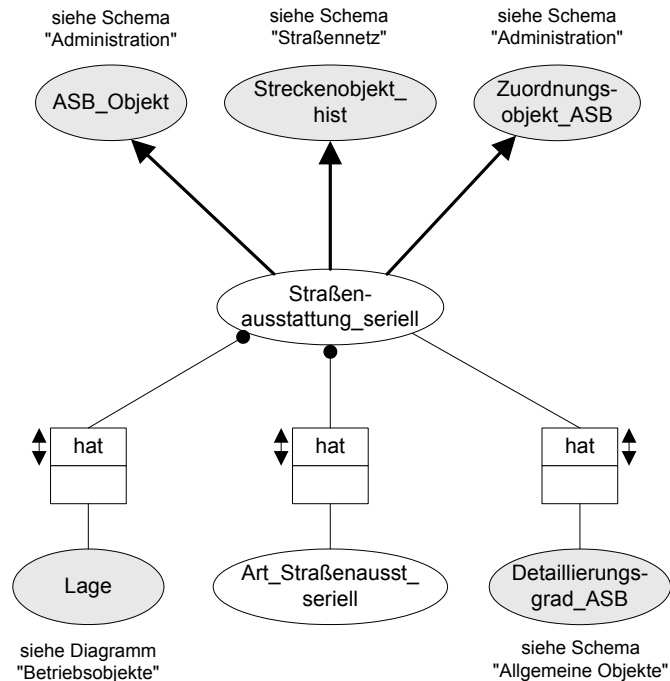 siehe Schema
"Administration"
siehe Schema
"Straßennetz"
siehe Schema
"Administration"
ASB_Objekt
Streckenobjekt_
hist
Zuordnungs-
objekt_ASB
Straßen-
ausstattung_seriell
hat
hat
hat
Lage
Art_Straßenausst_
seriell
Detaillierungs-
grad_ASB
siehe Diagramm
"Betriebsobjekte"
siehe Schema
"Allgemeine Objekte"